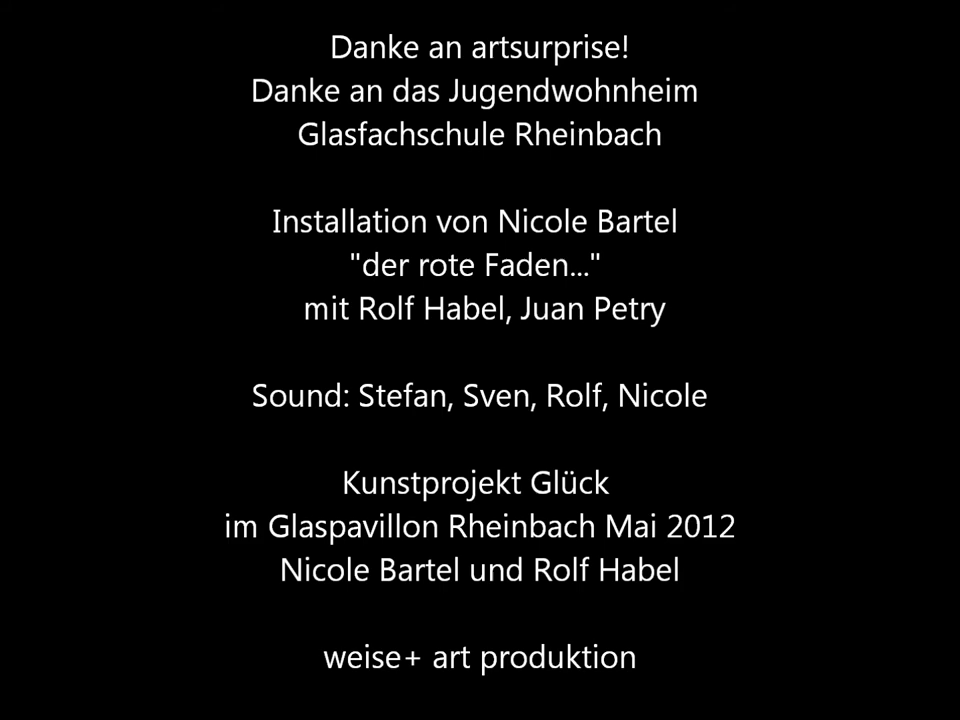 Danke an artsurprise!
Danke an das Jugendwohnheim
Glasfachschule Rheinbach
Installation von Nicole Bartel
"der rote Faden..."
mit Rolf Habel, Juan Petry
Sound: Stefan, Sven, Rolf, Nicole
Kunstprojekt Glück
im Glaspavillon Rheinbach Mai 2012
Nicole Bartel und Rolf Habel
weise+ art produktion